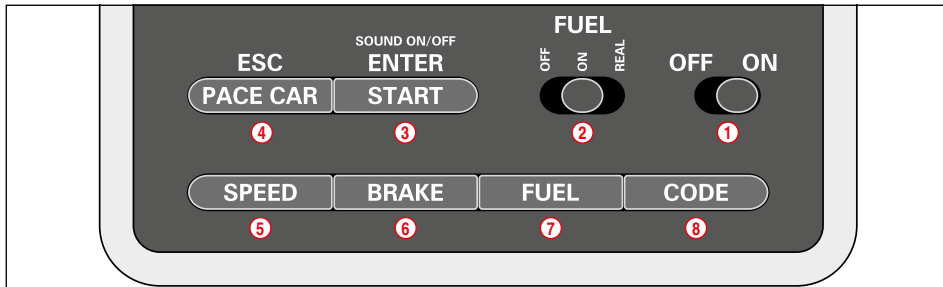 FUEL
SOUND ON/OFF
OFF ON REAL
ESC ENTER OFF ON
PACE CAR START
4 3 2 1
SPEED BRAKE FUEL CODE
5 6 7 8